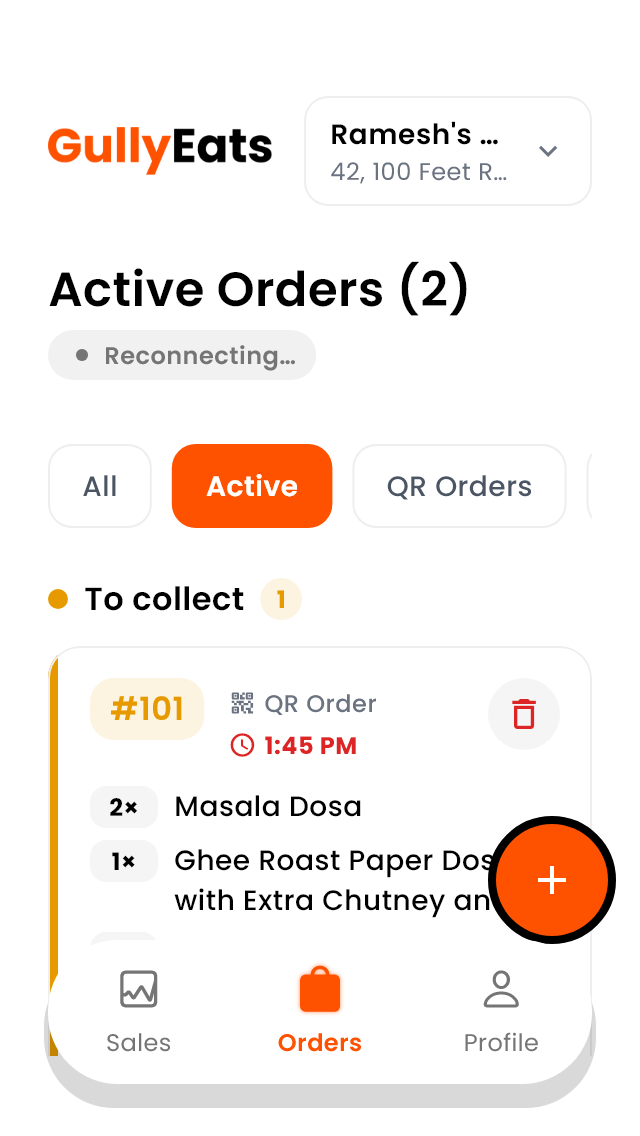 GullyEats
Ramesh's ...
42, 100 Feet R...
Active Orders (2)
Reconnecting...
All
Active
QR Orders
To collect 1
#101
QR Order
1:45 PM
2× Masala Dosa
1× Ghee Roast Paper Dos
with Extra Chutney an
Sales
Orders
Profile